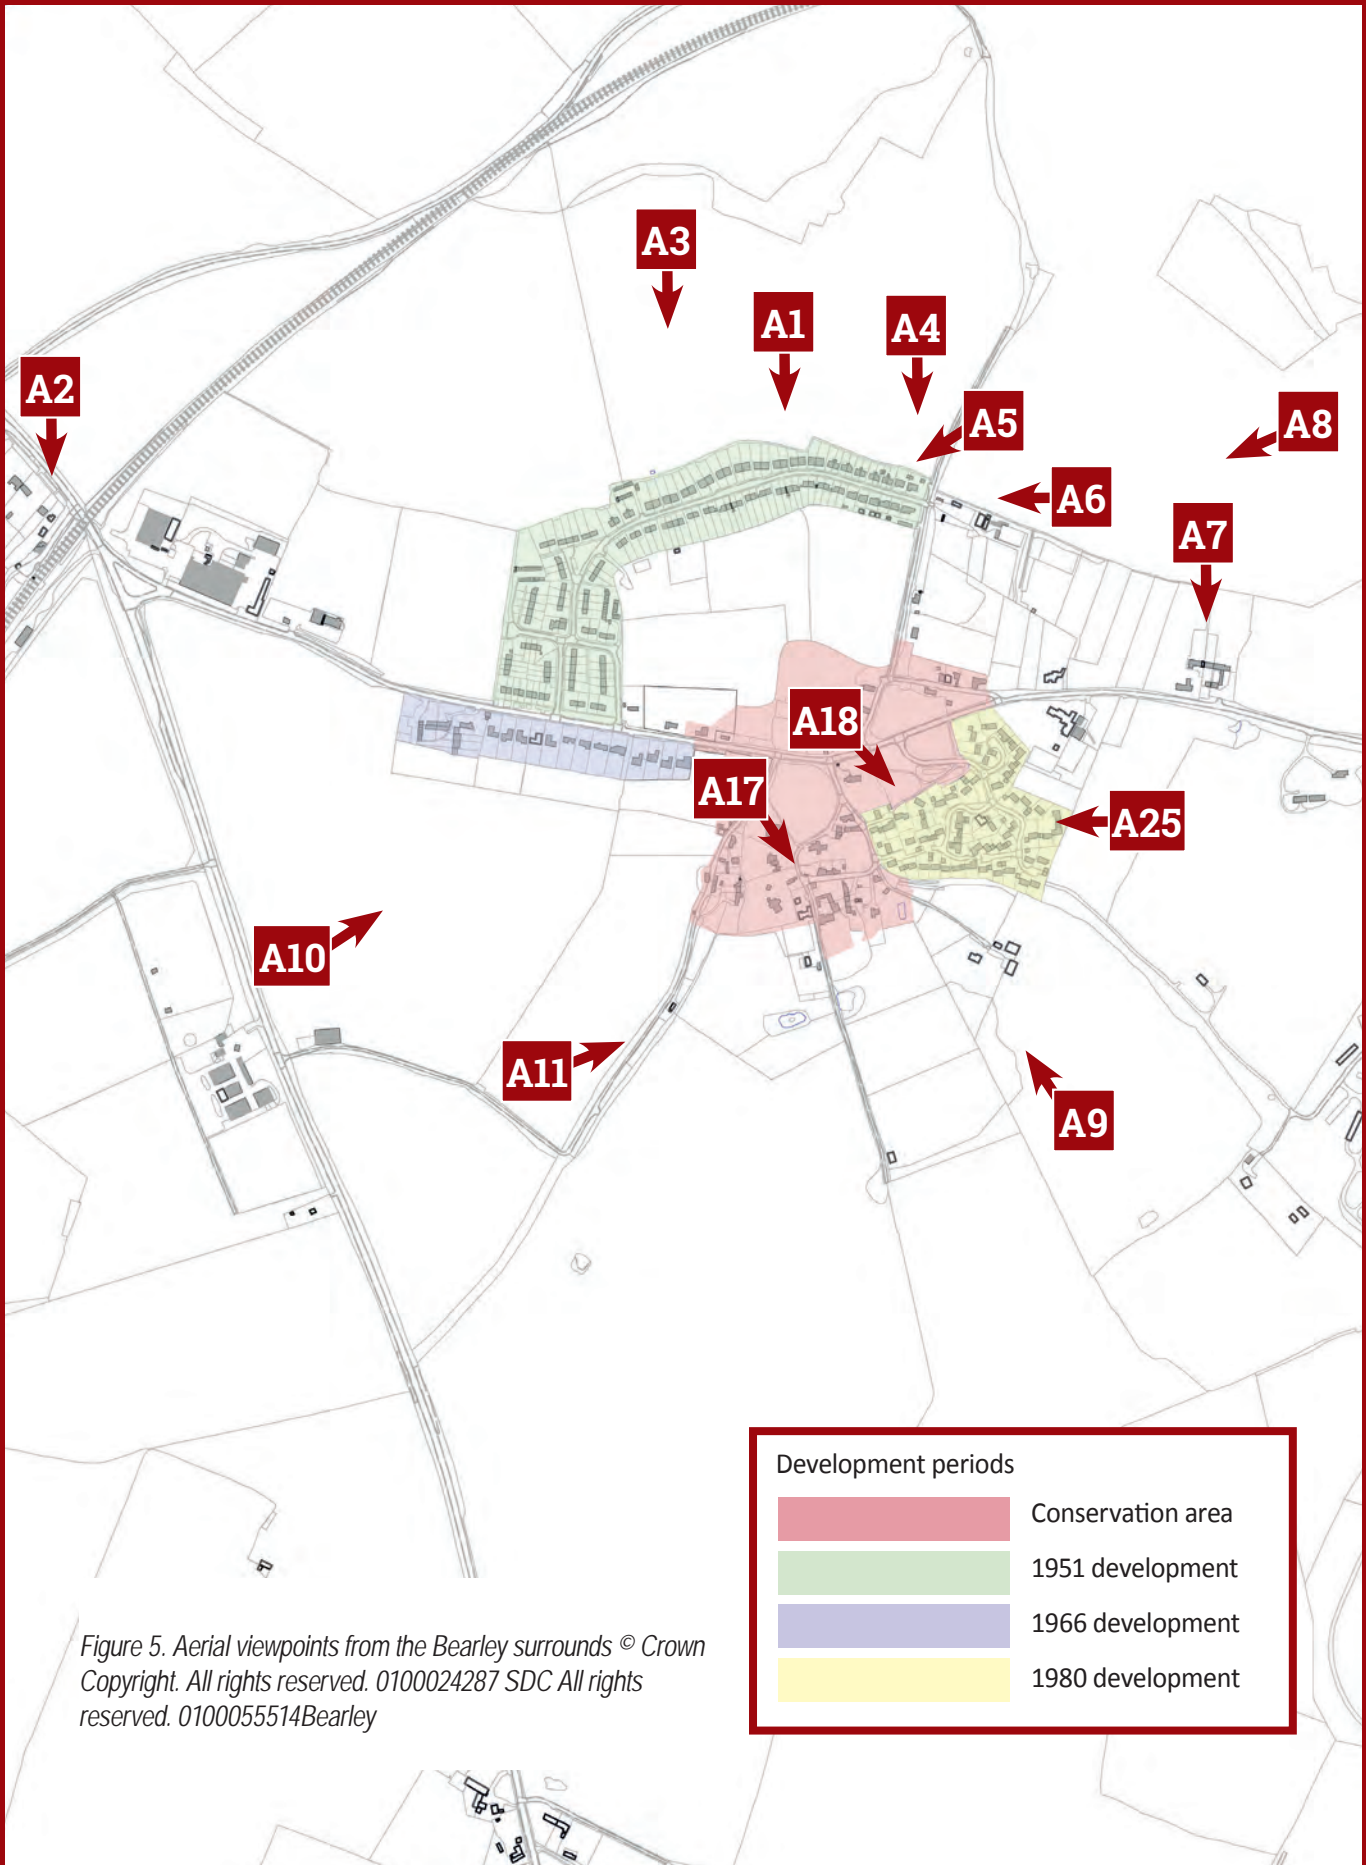 A3
A1
A4
A2
A5
A8
A6
A7
A18
A17
A25
A10
A11
A9
Development periods
Conservation area
1951 development
1966 development
1980 development
Figure 5. Aerial viewpoints from the Bearley surrounds © Crown
Copyright. All rights reserved. 0100024287 SDC All rights
reserved. 0100055514Bearley